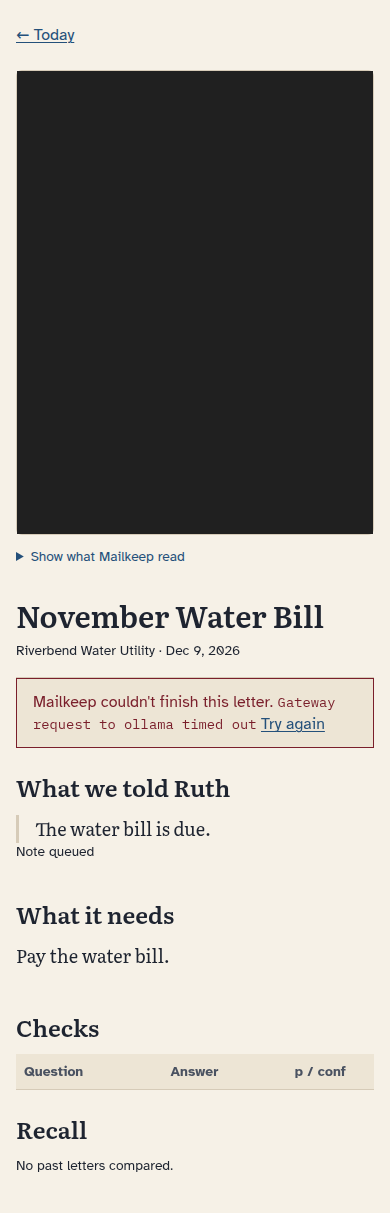 ← Today
▶ Show what Mailkeep read
November Water Bill
Riverbend Water Utility · Dec 9, 2026
Mailkeep couldn't finish this letter. Gateway
request to ollama timed out Try again
What we told Ruth
The water bill is due.
Note queued
What it needs
Pay the water bill.
Checks
Question Answer p / conf
Recall
No past letters compared.